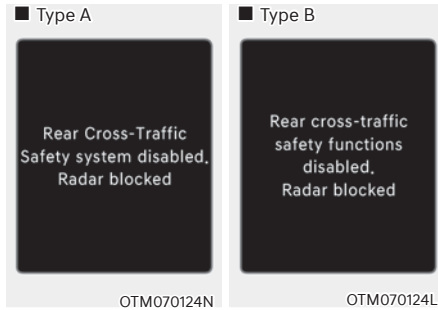 ■ Type A
Rear Cross-Traffic
Safety system disabled.
Radar blocked
OTM070124N
■ Type B
Rear cross-traffic
safety functions
disabled.
Radar blocked
OTM070124L